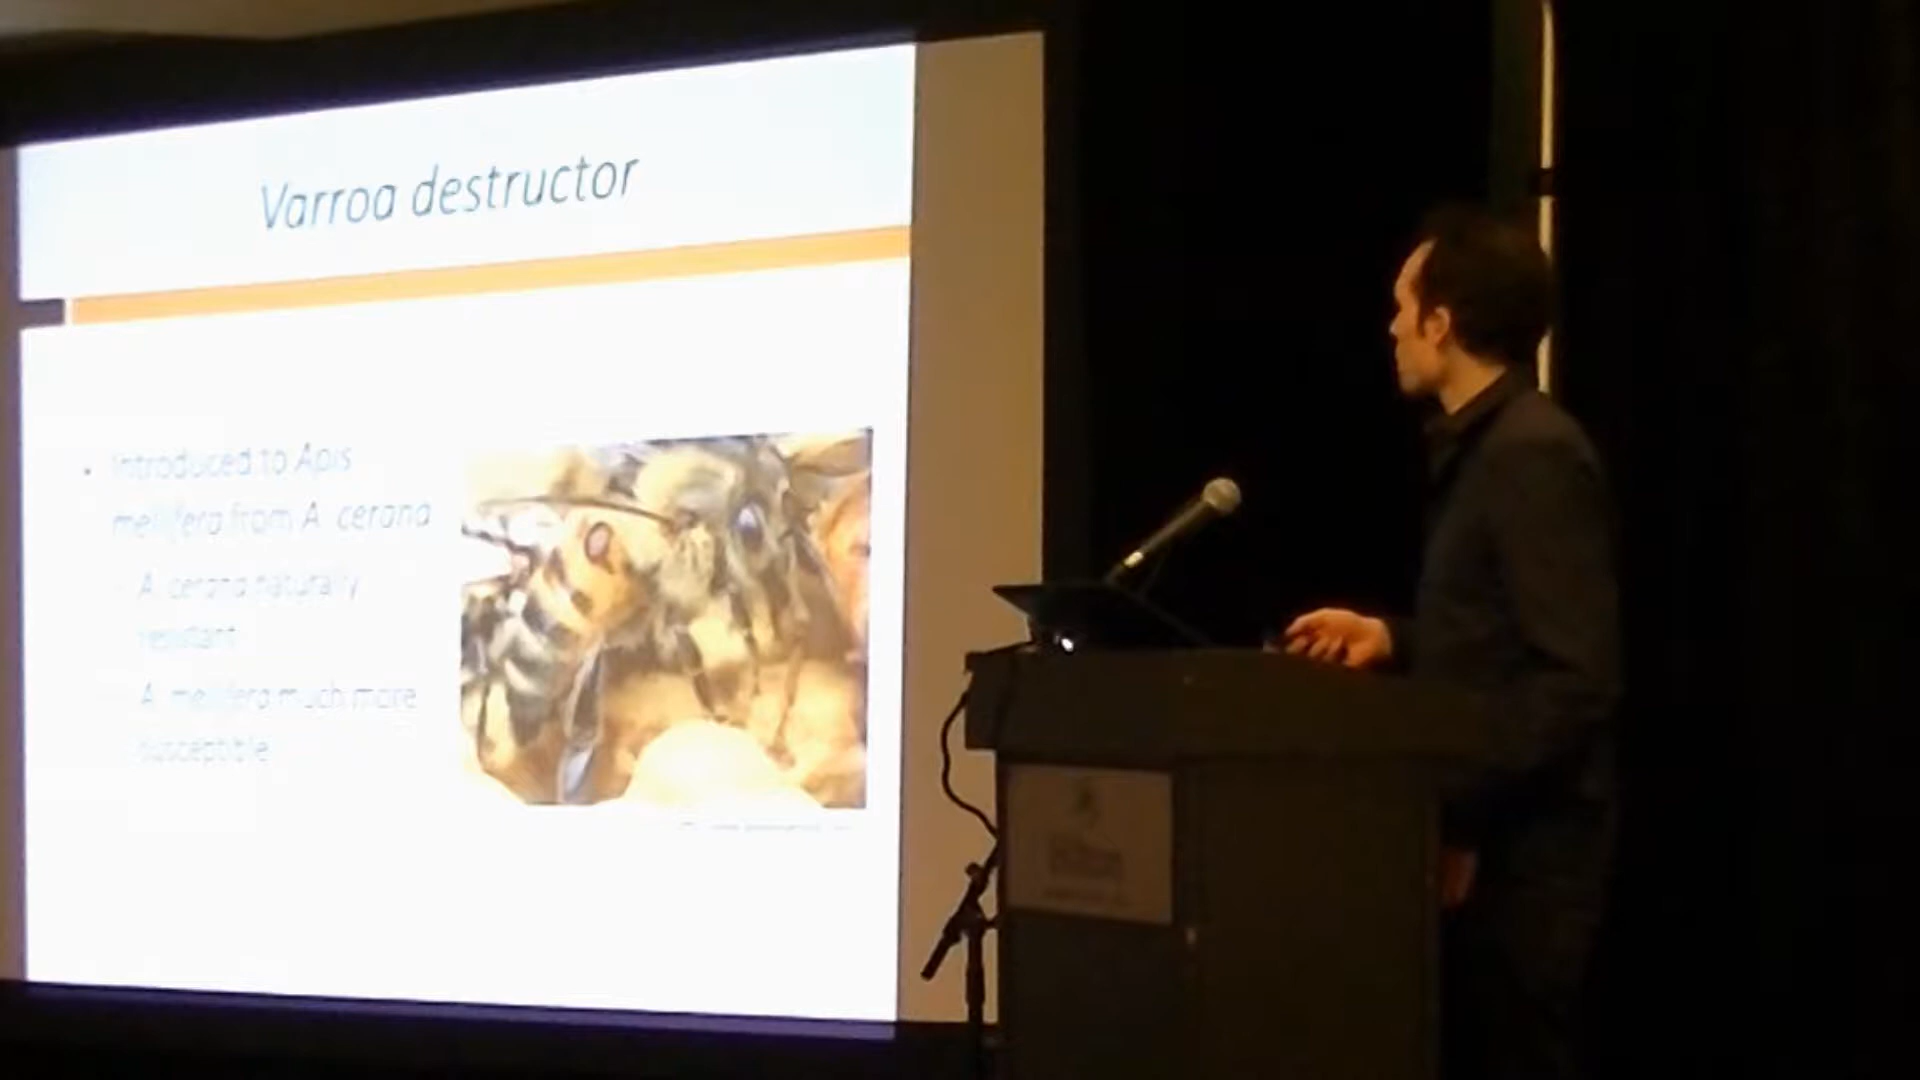 Varroa destructor
• Introduced to Apis
mellifera from A. cerana
A. cerana naturally
resistant
A. mellifera much more
susceptible